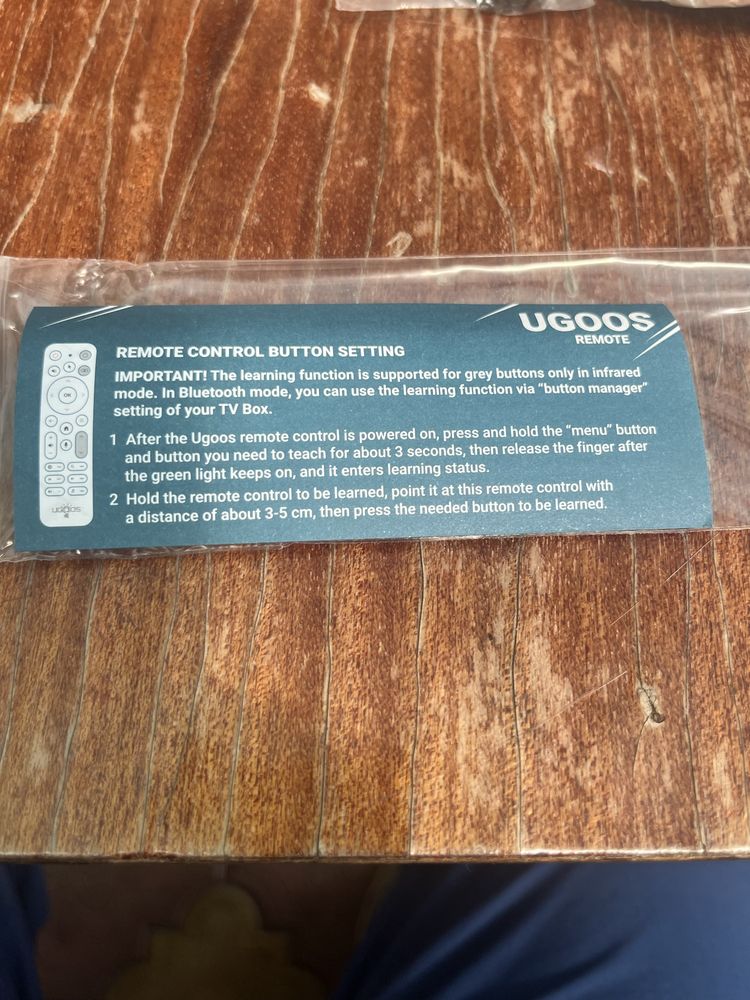 UGOOS
REMOTE
REMOTE CONTROL BUTTON SETTING
IMPORTANT! The learning function is supported for grey buttons only in infrared
mode. In Bluetooth mode, you can use the learning function via “button manager”
setting of your TV Box.
1 After the Ugoos remote control is powered on, press and hold the “menu” button
and button you need to teach for about 3 seconds, then release the finger after
the green light keeps on, and it enters learning status.
2 Hold the remote control to be learned, point it at this remote control with
a distance of about 3-5 cm, then press the needed button to be learned.
OK
UGOOS